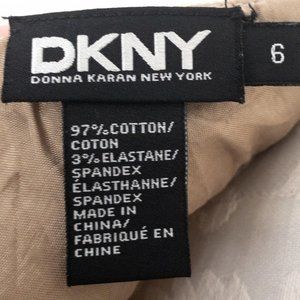 DKNY
DONNA KARAN NEW YORK
6
97%COTTON/
COTON
3%ELASTANE/
SPANDEX
ÉLASTHANNE/
SPANDEX
MADE IN
CHINA/
FABRIQUÉ EN
CHINE